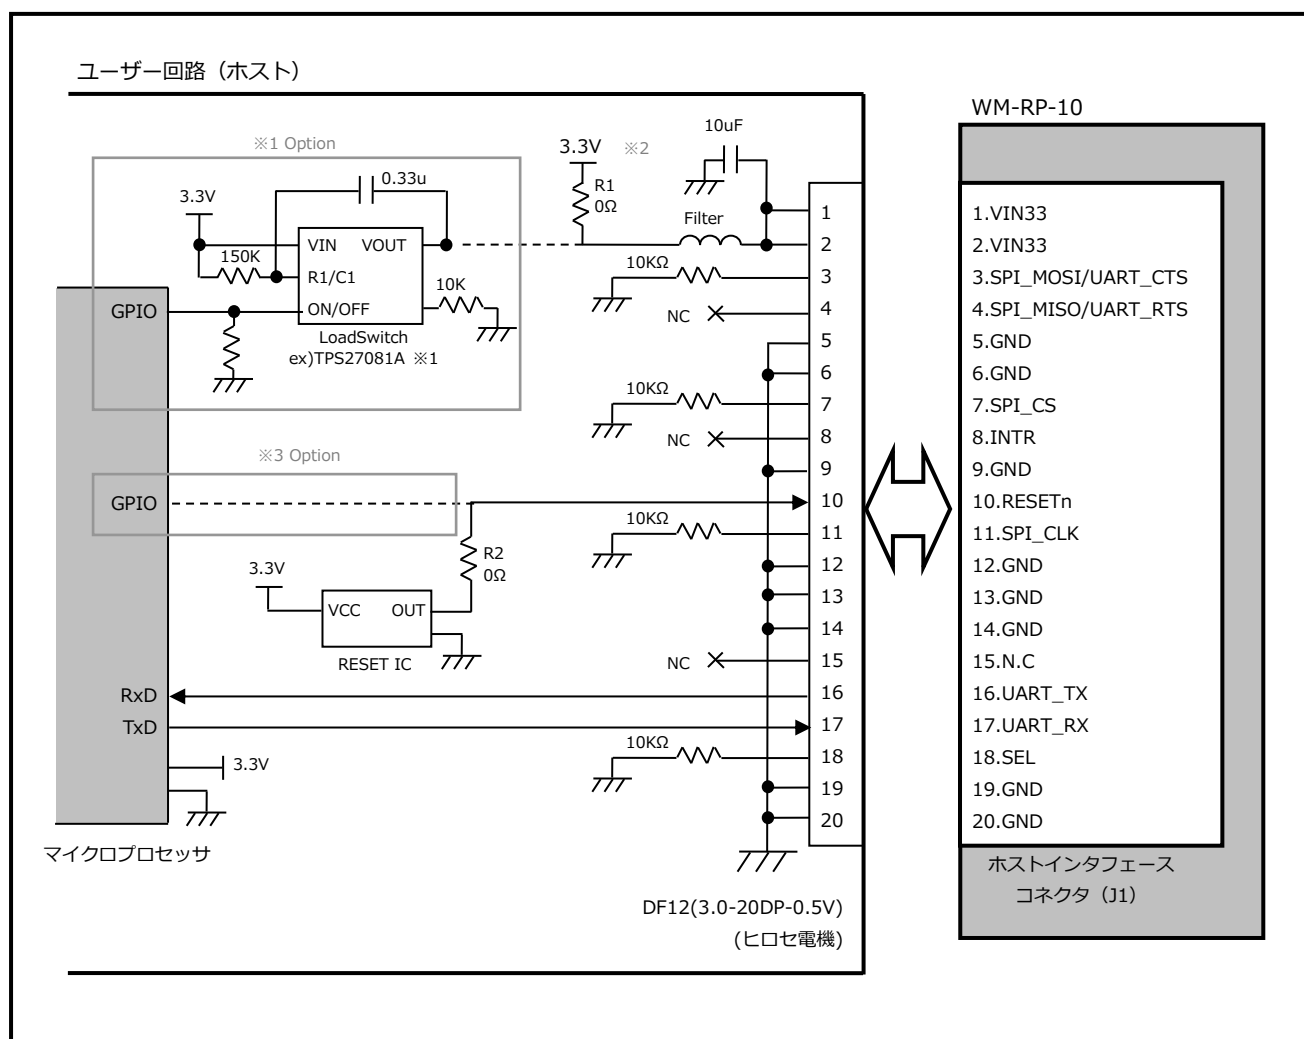 ユーザー回路（ホスト）
WM-RP-10
※1 Option
3.3V
0.33u
150K
VIN
VOUT
R1/C1
ON/OFF
10K
LoadSwitch
ex)TPS27081A ※1
GPIO
3.3V
※2
R1
0Ω
10uF
Filter
10KΩ
NC
10KΩ
NC
※3 Option
GPIO
10KΩ
R2
0Ω
3.3V
VCC
OUT
RESET IC
NC
RxD
TxD
10KΩ
3.3V
マイクロプロセッサ
1
2
3
4
5
6
7
8
9
10
11
12
13
14
15
16
17
18
19
20
DF12(3.0-20DP-0.5V)
(ヒロセ電機)
1.VIN33
2.VIN33
3.SPI_MOSI/UART_CTS
4.SPI_MISO/UART_RTS
5.GND
6.GND
7.SPI_CS
8.INTR
9.GND
10.RESETn
11.SPI_CLK
12.GND
13.GND
14.GND
15.N.C
16.UART_TX
17.UART_RX
18.SEL
19.GND
20.GND
ホストインタフェース
コネクタ（J1）